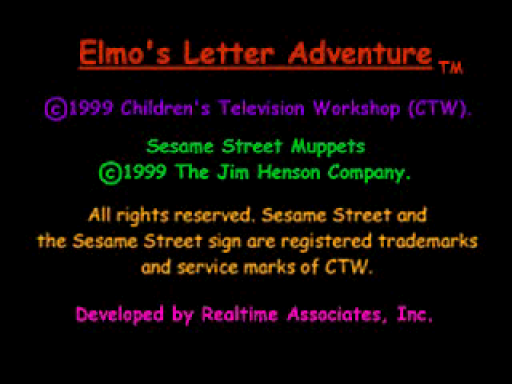 Elmo's Letter Adventure TM
©1999 Children's Television Workshop (CTW).
Sesame Street Muppets
©1999 The Jim Henson Company.
All rights reserved. Sesame Street and
the Sesame Street sign are registered trademarks
and service marks of CTW.
Developed by Realtime Associates, Inc.